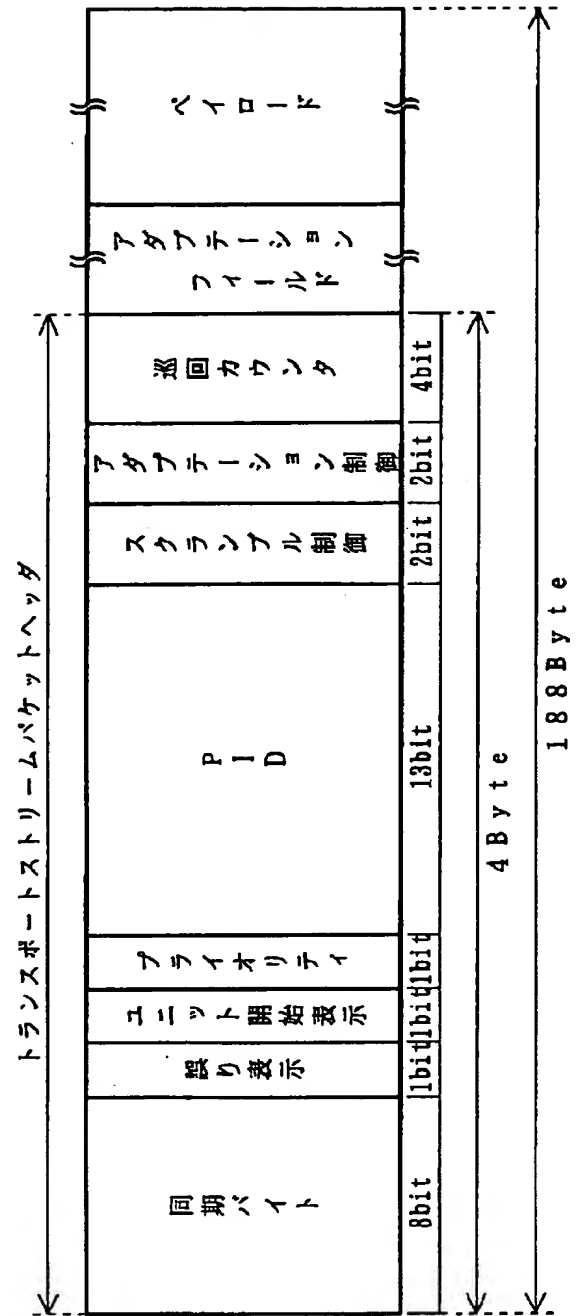 トランスポートストリームパケットヘッダ
同期バイト
誤り表示
ユニット開始表示
プライオリティ
PID
スクランブル制御
アダプテーション制御
巡回カウンタ
アダプテーション
フィールド
ペイロード
8bit
1bit
1bit
1bit
13bit
2bit
2bit
4bit
4Byte
188Byte